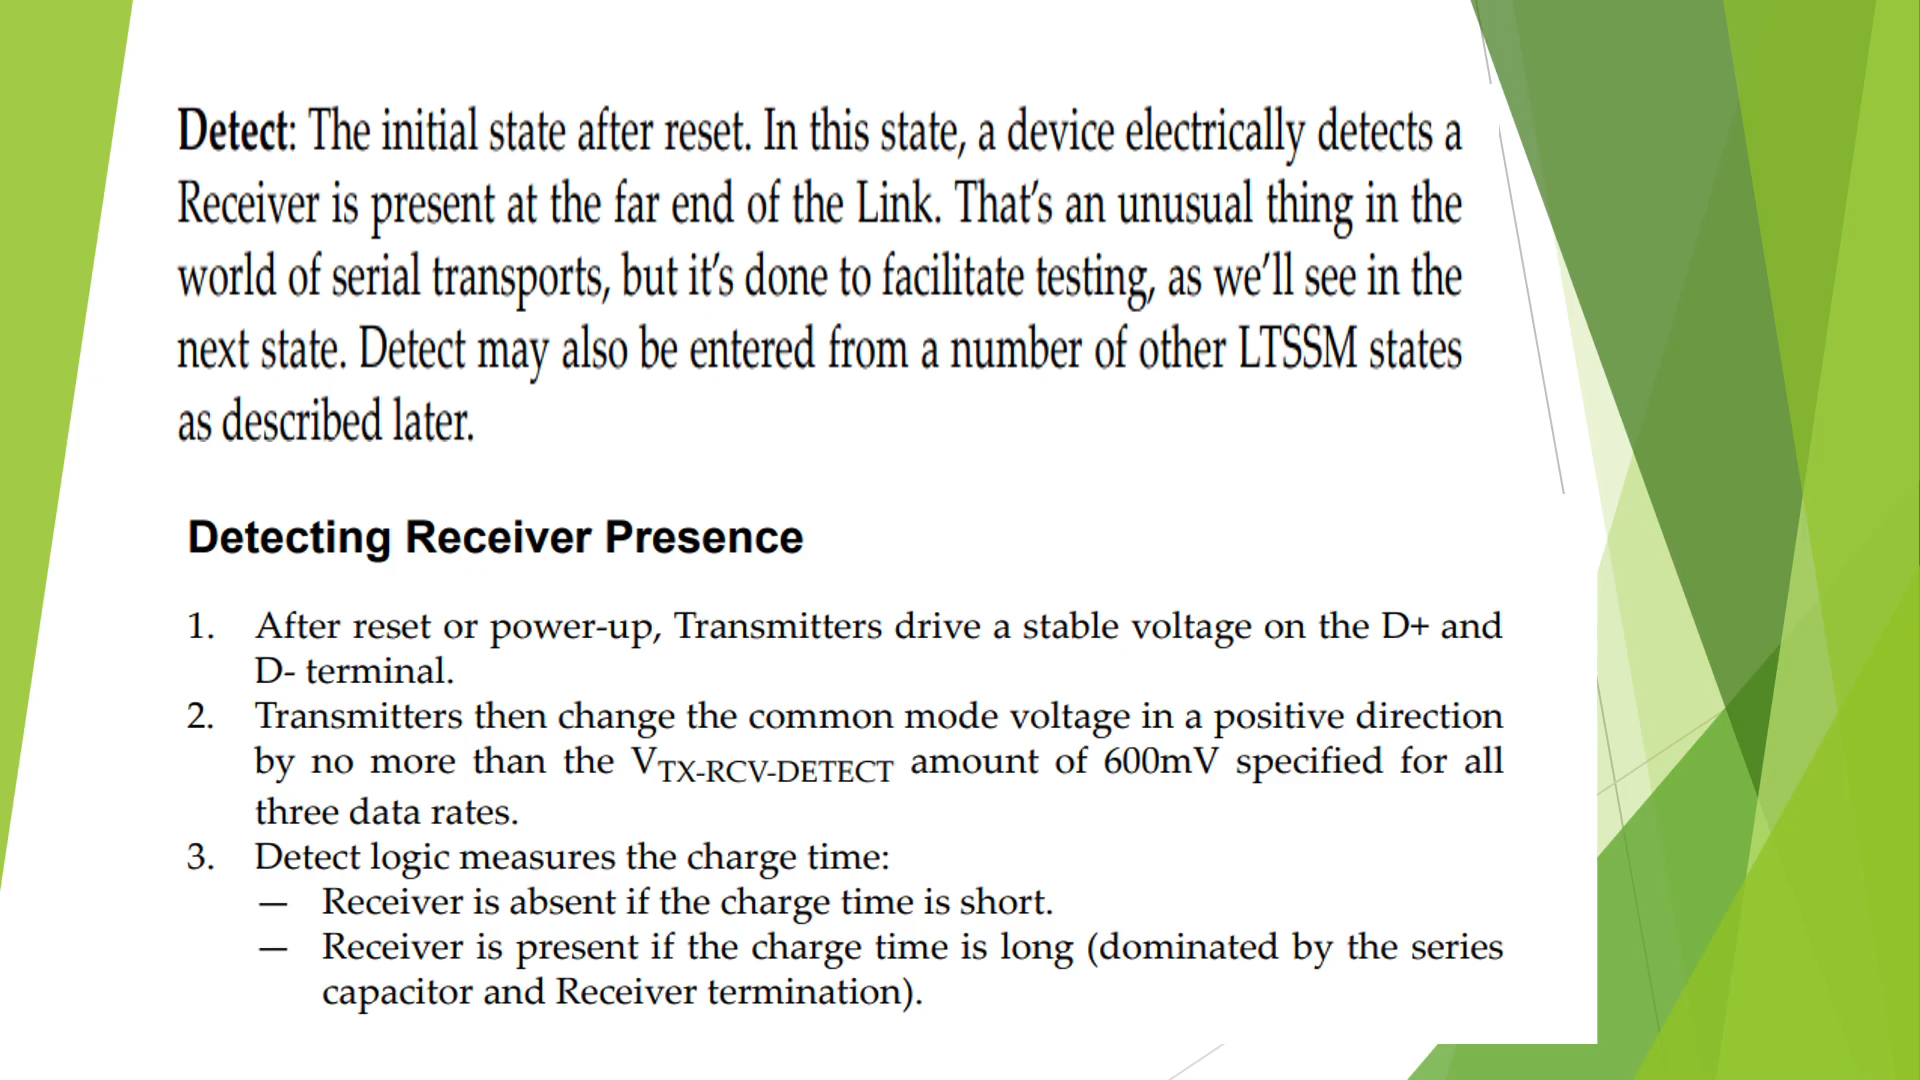 Detect: The initial state after reset. In this state, a device electrically detects a
Receiver is present at the far end of the Link. That's an unusual thing in the
world of serial transports, but it's done to facilitate testing, as we'll see in the
next state. Detect may also be entered from a number of other LTSSM states
as described later.
Detecting Receiver Presence
1. After reset or power-up, Transmitters drive a stable voltage on the D+ and
D- terminal.
2. Transmitters then change the common mode voltage in a positive direction
by no more than the VTX-RCV-DETECT amount of 600mV specified for all
three data rates.
3. Detect logic measures the charge time:
— Receiver is absent if the charge time is short.
— Receiver is present if the charge time is long (dominated by the series
capacitor and Receiver termination).